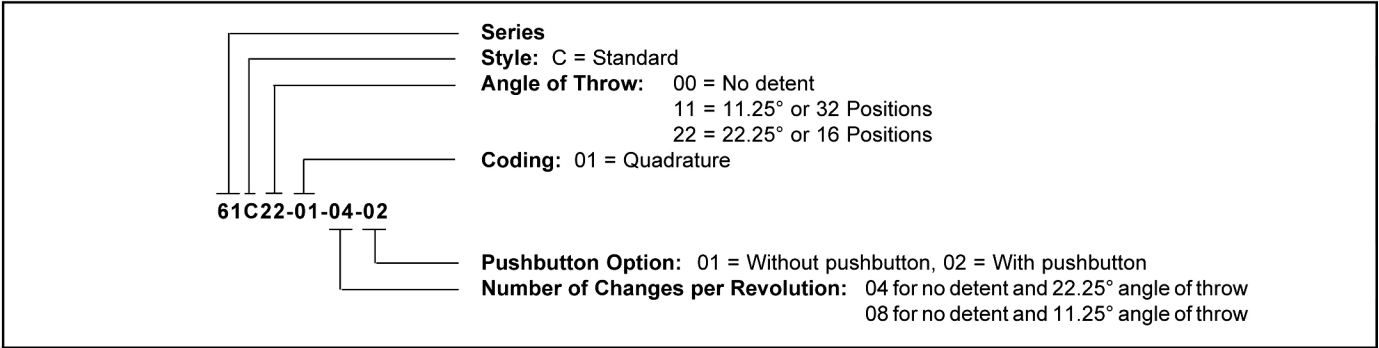 Series
Style: C = Standard
Angle of Throw: 00 = No detent
11 = 11.25° or 32 Positions
22 = 22.25° or 16 Positions
Coding: 01 = Quadrature
61C22-01-04-02
Pushbutton Option: 01 = Without pushbutton, 02 = With pushbutton
Number of Changes per Revolution: 04 for no detent and 22.25° angle of throw
08 for no detent and 11.25° angle of throw